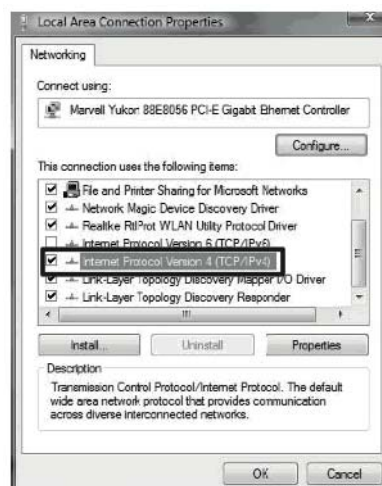 Local Area Connection Properties
Networking
Connect using:
Marvell Yukon 88E8056 PCI-E Gigabit Ethernet Controller
Configure...
This connection uses the following items:
File and Printer Sharing for Microsoft Networks
Network Magic Device Discovery Driver
Realtke RtlProt WLAN Utility Protocol Driver
Internet Protocol Version 6 (TCP/IPv6)
Internet Protocol Version 4 (TCP/IPv4)
Link-Layer Topology Discovery Mapper I/O Driver
Link-Layer Topology Discovery Responder
Install...
Uninstall
Properties
Description
Transmission Control Protocol/Internet Protocol. The default
wide area network protocol that provides communication
across diverse interconnected networks.
OK
Cancel